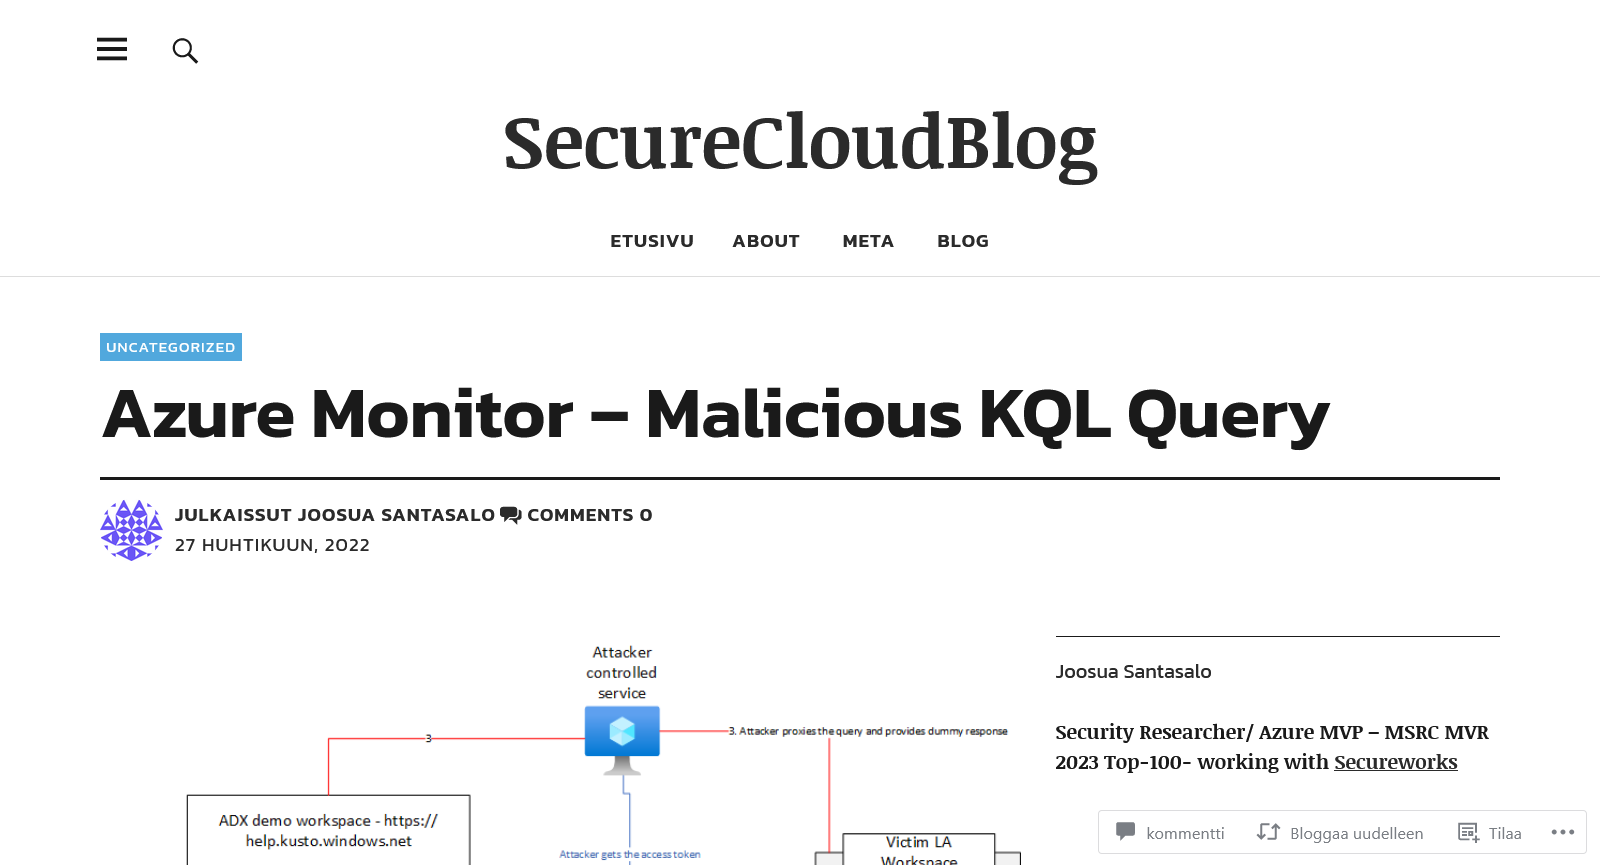 SecureCloudBlog
ETUSIVU ABOUT META BLOG
UNCATEGORIZED
Azure Monitor – Malicious KQL Query
JULKAISSUT JOOSUA SANTASALO COMMENTS 0
27 HUHTIKUUN, 2022
Attacker
controlled
service
3. Attacker proxies the query and provides dummy response
3
ADX demo workspace - https://
help.kusto.windows.net
Attacker gets the access token
Victim LA
Workspace
Joosua Santasalo
Security Researcher/ Azure MVP – MSRC MVR
2023 Top-100- working with Secureworks
kommentti Bloggaa uudelleen Tilaa